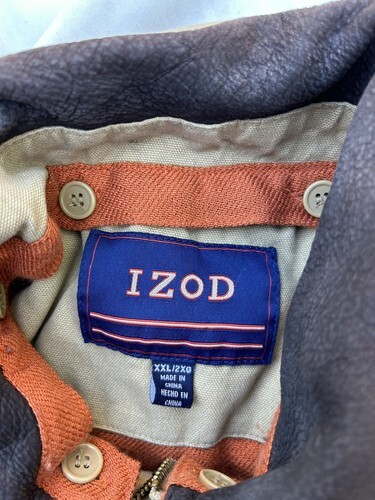 IZOD
XXL/2XG
MADE IN
CHINA
HECHO EN
CHINA